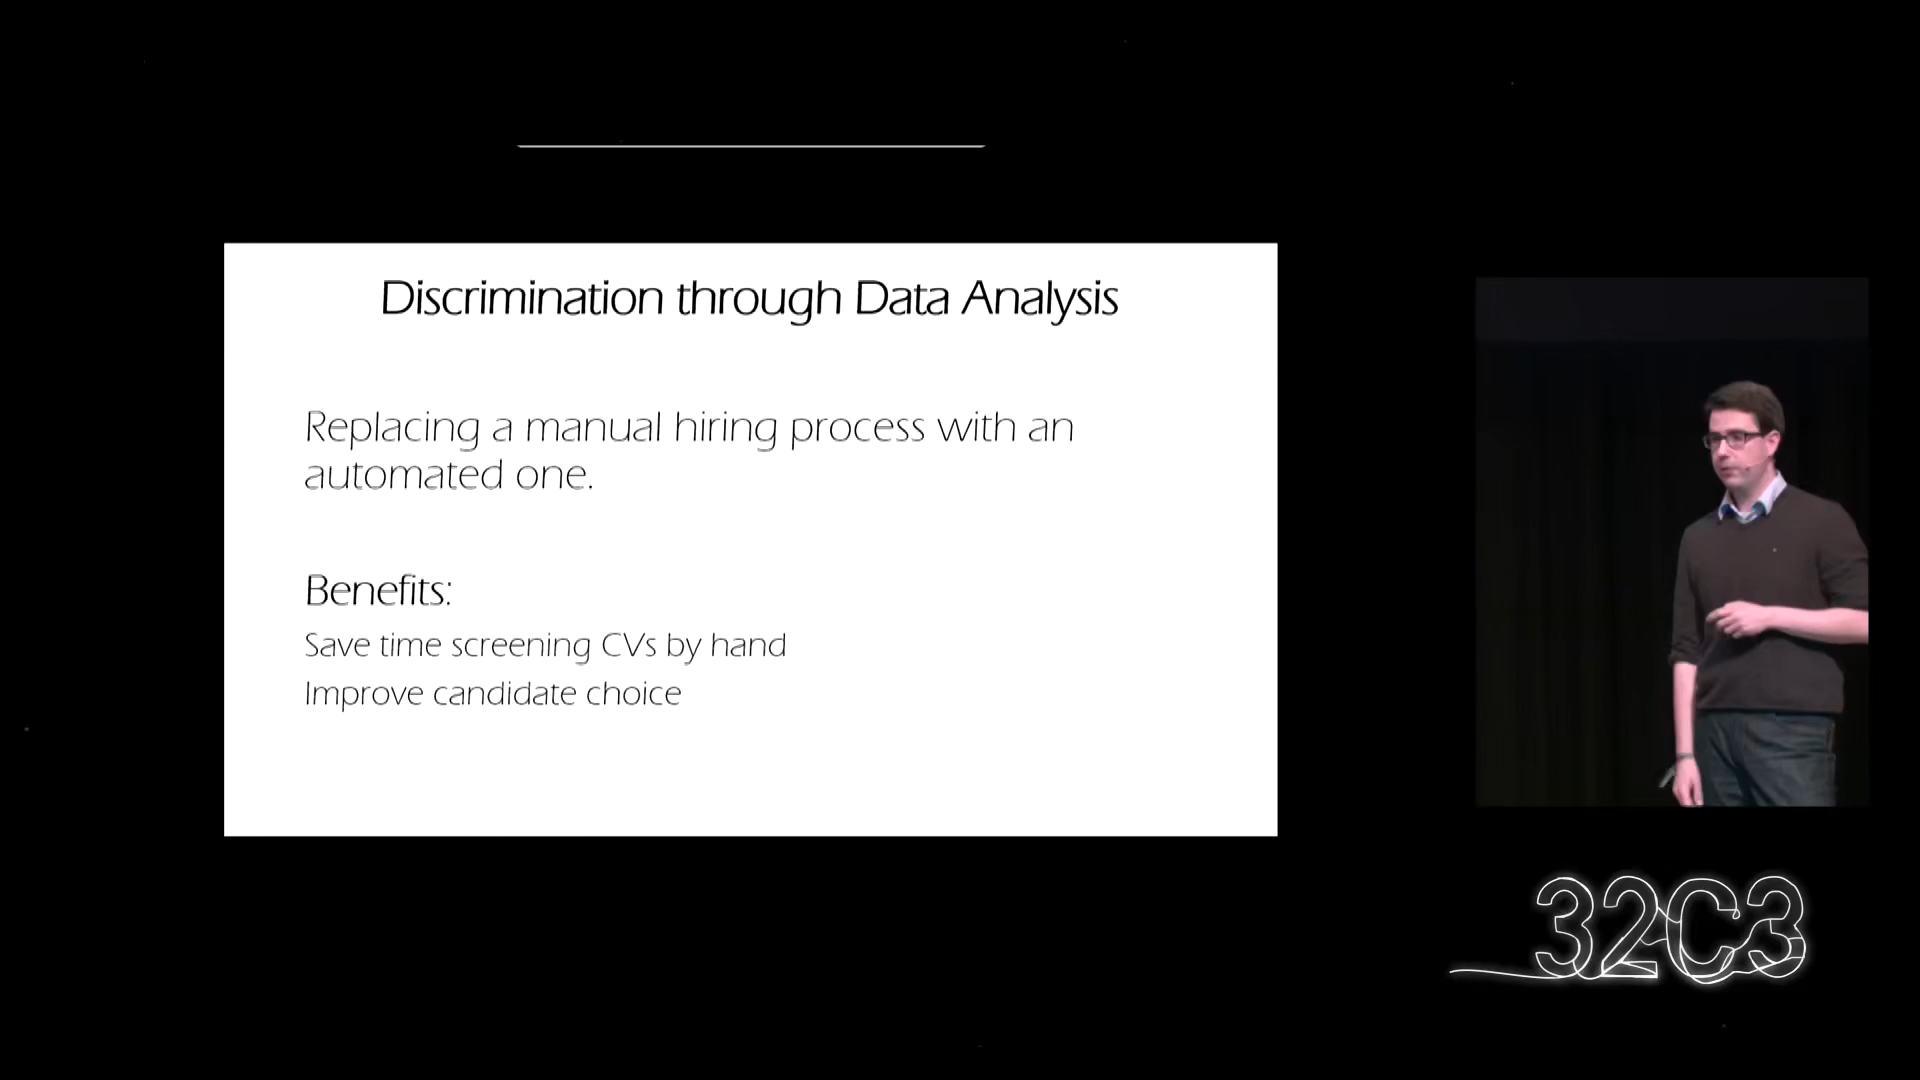 Discrimination through Data Analysis
Replacing a manual hiring process with an
automated one.
Benefits:
Save time screening CVs by hand
Improve candidate choice
32C3